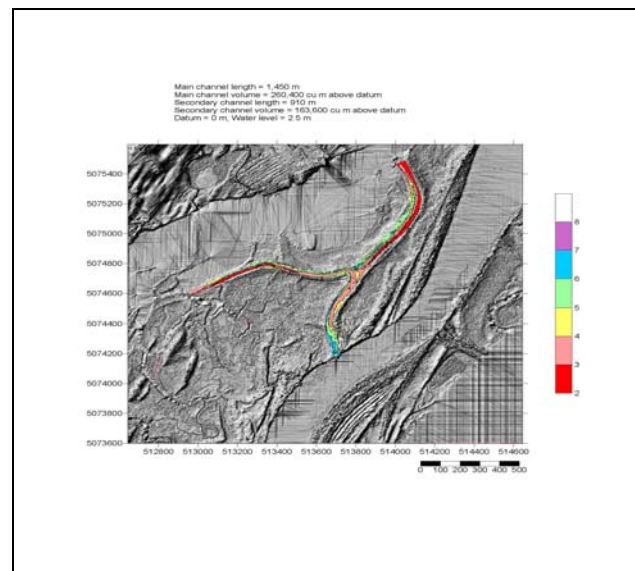 Main channel length = 1,450 m
Main channel volume = 260,400 cu m above datum
Secondary channel length = 910 m
Secondary channel volume = 163,600 cu m above datum
Datum = 0 m, Water level = 2.5 m
5075400
5075200
5075000
5074800
5074600
5074400
5074200
5074000
5073800
5073600
512800 513000 513200 513400 513600 513800 514000 514200 514400 514600
8
7
6
5
4
3
2
0 100 200 300 400 500